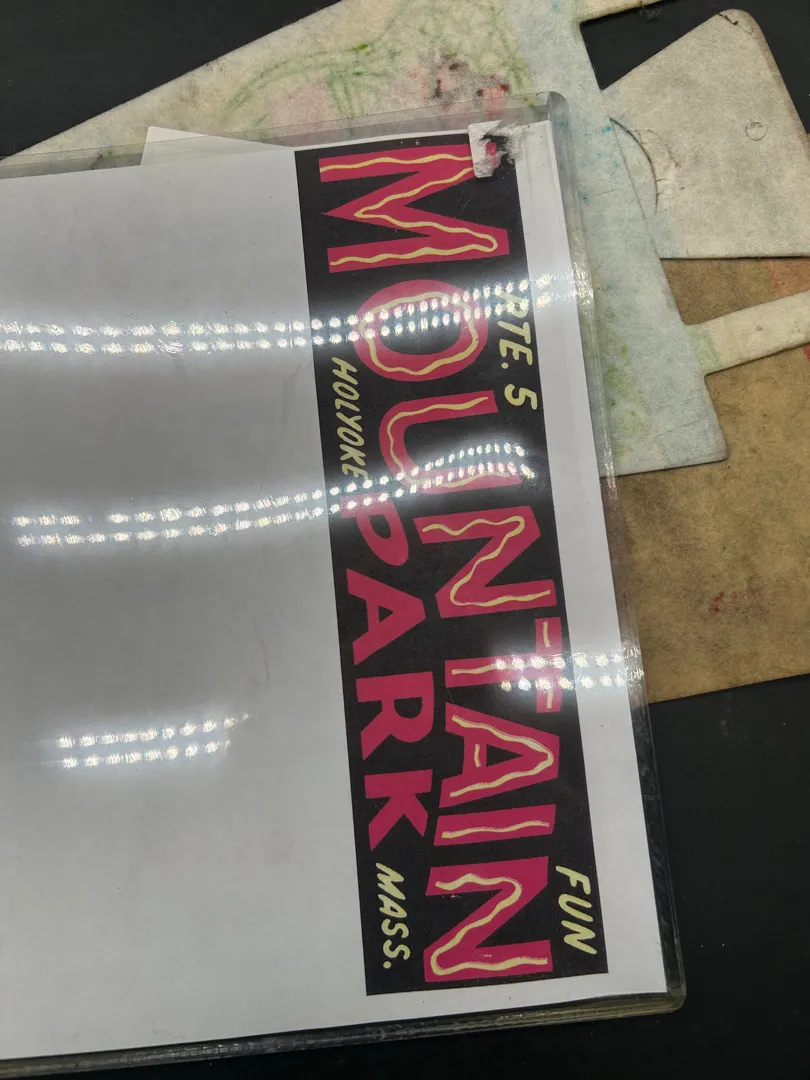 RTE. 5 FUN
MOUNTAIN
HOLYOKE PARK MASS.